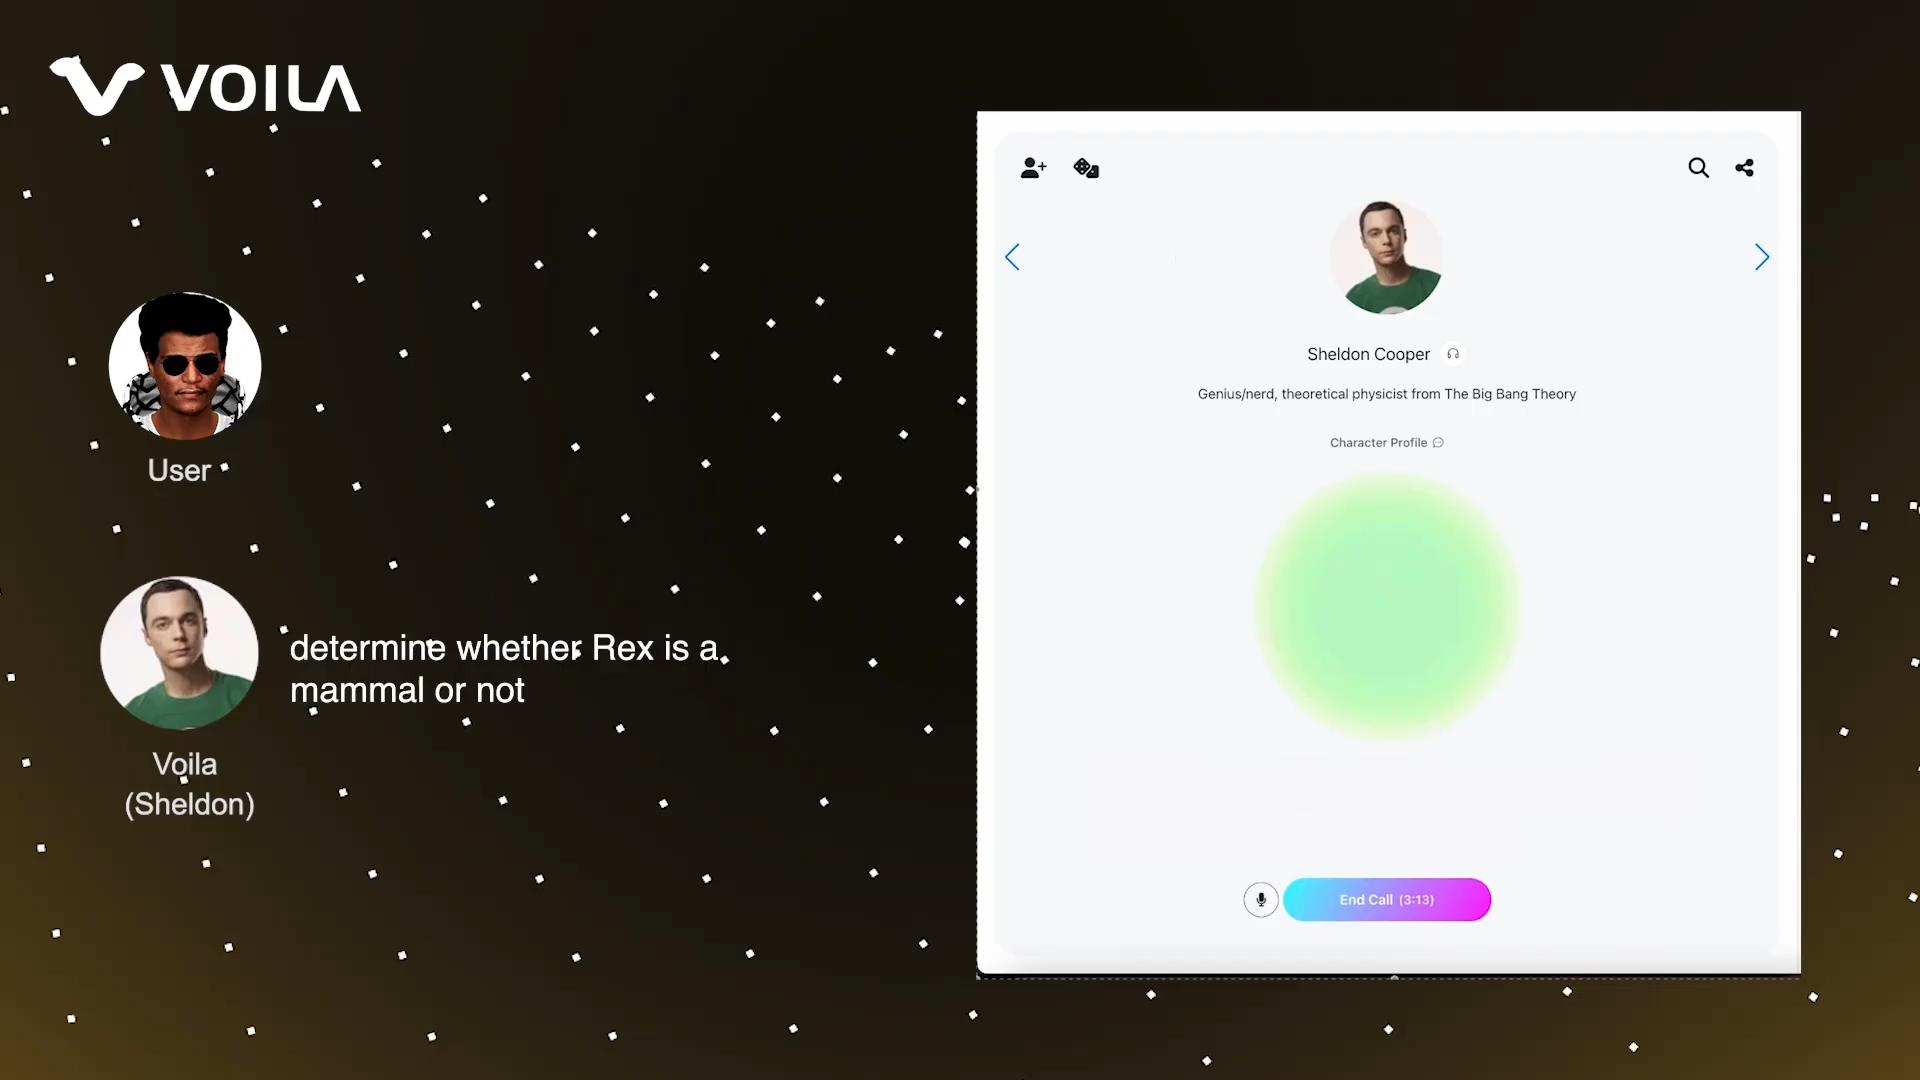 VOILA
User
determine whether Rex is a
mammal or not
Voila
(Sheldon)
Sheldon Cooper
Genius/nerd, theoretical physicist from The Big Bang Theory
Character Profile
End Call (3:13)